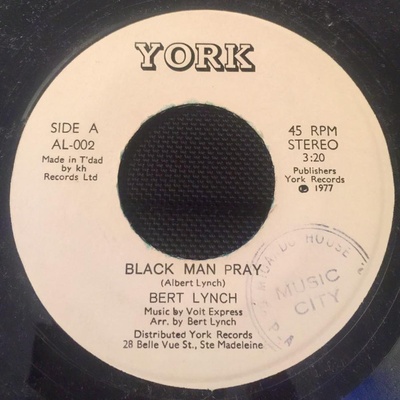 YORK
SIDE A
AL-002
Made in T'dad
by kh
Records Ltd
45 RPM
STEREO
3:20
Publishers
York Records
℗ 1977
BLACK MAN PRAY
(Albert Lynch)
BERT LYNCH
Music by Voit Express
Arr. by Bert Lynch
Distributed York Records
28 Belle Vue St., Ste Madeleine
HOUSE
MUSIC
CITY